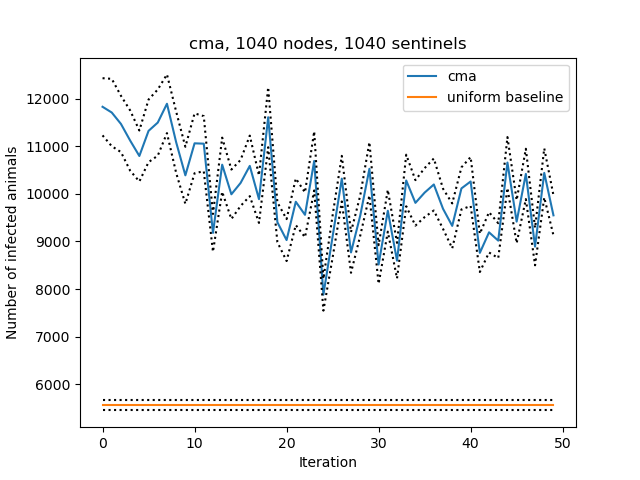 cma, 1040 nodes, 1040 sentinels
cma
uniform baseline
12000
11000
10000
9000
8000
7000
6000
Number of infected animals
0 10 20 30 40 50
Iteration